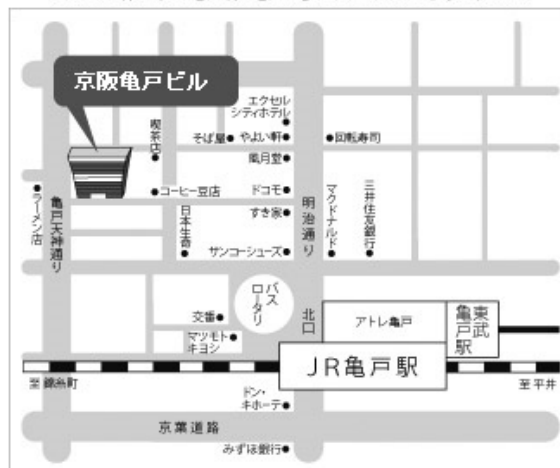 京阪亀戸ビル
エクセル
シティホテル
喫茶店
そば屋
やよい軒
回転寿司
風月堂
ラーメン店
亀戸天神通り
コーヒー豆店
ドコモ
日本生命
すき家
明治通り
マクドナルド
三井住友銀行
サンコーシューズ
バス
ロータリー
北口
交番
マツモト
キヨシ
アトレ亀戸
東武
亀戸駅
JR亀戸駅
至 錦糸町
至 平井
ドン・
キホーテ
京葉道路
みずほ銀行